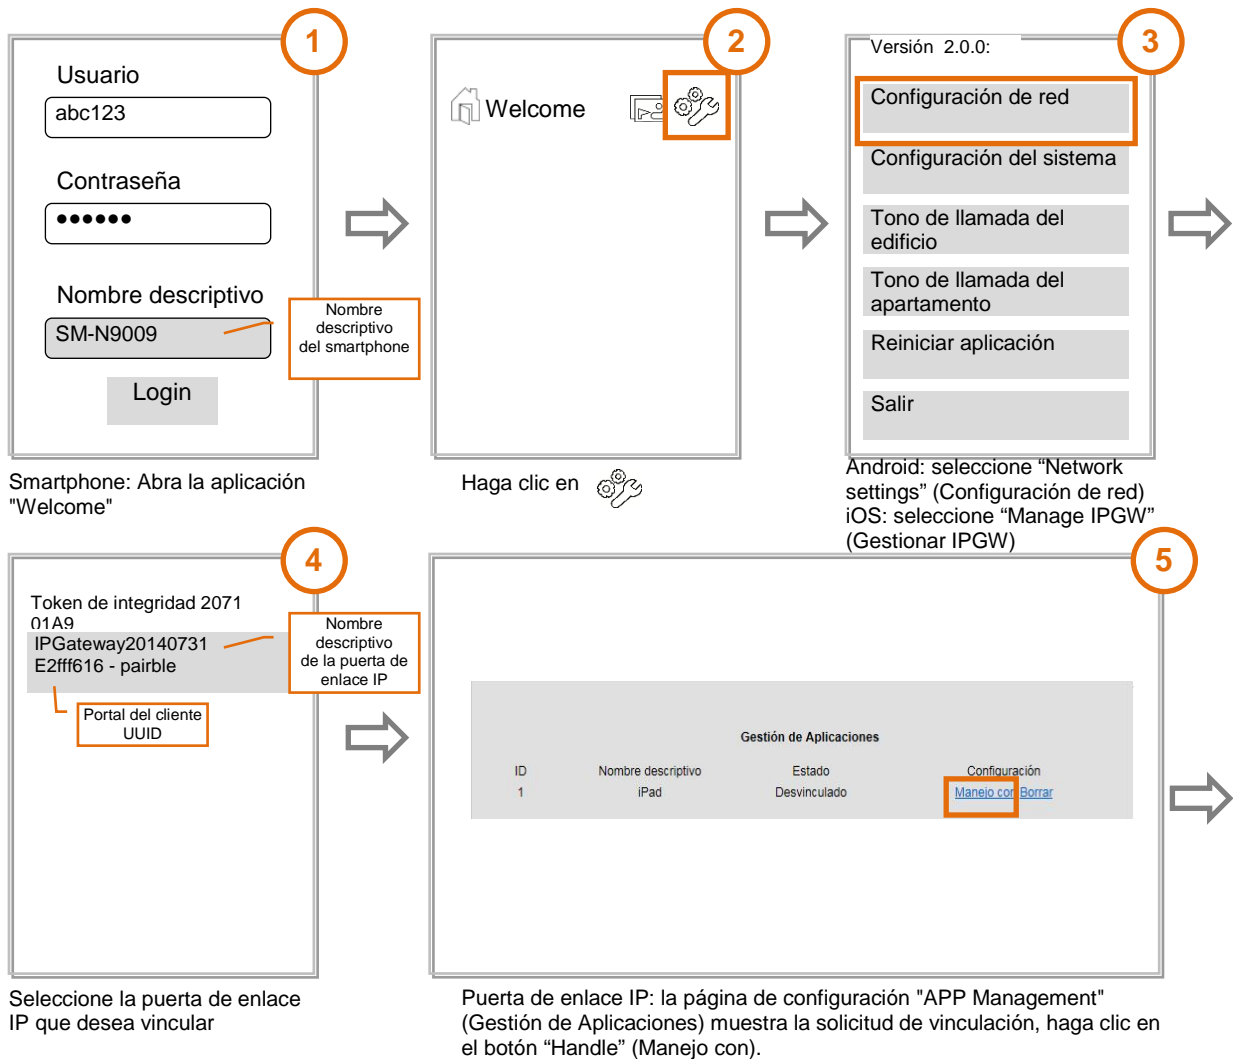 1
Usuario
abc123
Contraseña
●●●●●●
Nombre descriptivo
SM-N9009
Nombre
descriptivo
del smartphone
Login
Smartphone: Abra la aplicación
"Welcome"
2
Welcome
Haga clic en
3
Versión 2.0.0:
Configuración de red
Configuración del sistema
Tono de llamada del
edificio
Tono de llamada del
apartamento
Reiniciar aplicación
Salir
Android: seleccione “Network
settings” (Configuración de red)
iOS: seleccione “Manage IPGW”
(Gestionar IPGW)
4
Token de integridad 2071
01A9
IPGateway20140731
E2fff616 - pairble
Nombre
descriptivo
de la puerta de
enlace IP
Portal del cliente
UUID
Seleccione la puerta de enlace
IP que desea vincular
5
Gestión de Aplicaciones
ID Nombre descriptivo Estado Configuración
1 iPad Desvinculado Manejo con Borrar
Puerta de enlace IP: la página de configuración "APP Management"
(Gestión de Aplicaciones) muestra la solicitud de vinculación, haga clic en
el botón “Handle” (Manejo con).